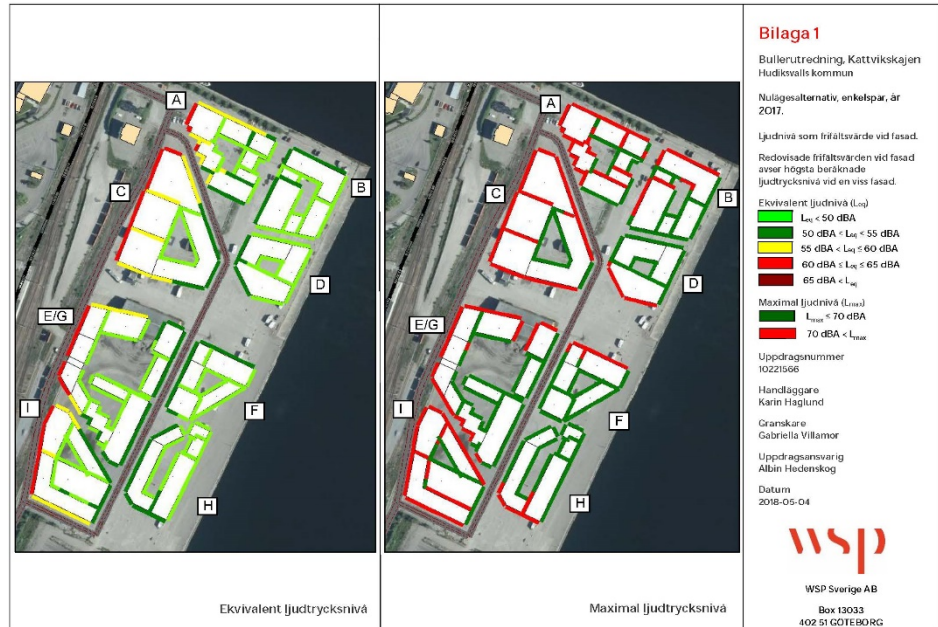 A
B
C
D
E/G
F
I
H
Ekvivalent ljudtrycksnivå
A
B
C
D
E/G
F
I
H
Maximal ljudtrycksnivå
Bilaga 1
Bullerutredning, Kattvikskajen
Hudiksvalls kommun
Nulägesalternativ, enkelspår, år
2017.
Ljudnivå som frifältsvärde vid fasad.
Redovisade frifältsvärden vid fasad
avser högsta beräknade
ljudtrycksnivå vid en viss fasad.
Ekvivalent ljudnivå (Leq)
Leq < 50 dBA
50 dBA < Leq ≤ 55 dBA
55 dBA < Leq ≤ 60 dBA
60 dBA ≤ Leq ≤ 65 dBA
65 dBA < Leq
Maximal ljudnivå (Lmax)
Lmax ≤ 70 dBA
70 dBA < Lmax
Uppdragsnummer
10221566
Handläggare
Karin Haglund
Granskare
Gabriella Villamor
Uppdragsansvarig
Albin Hedenskog
Datum
2018-05-04
wsp
WSP Sverige AB
Box 13033
402 51 GÖTEBORG